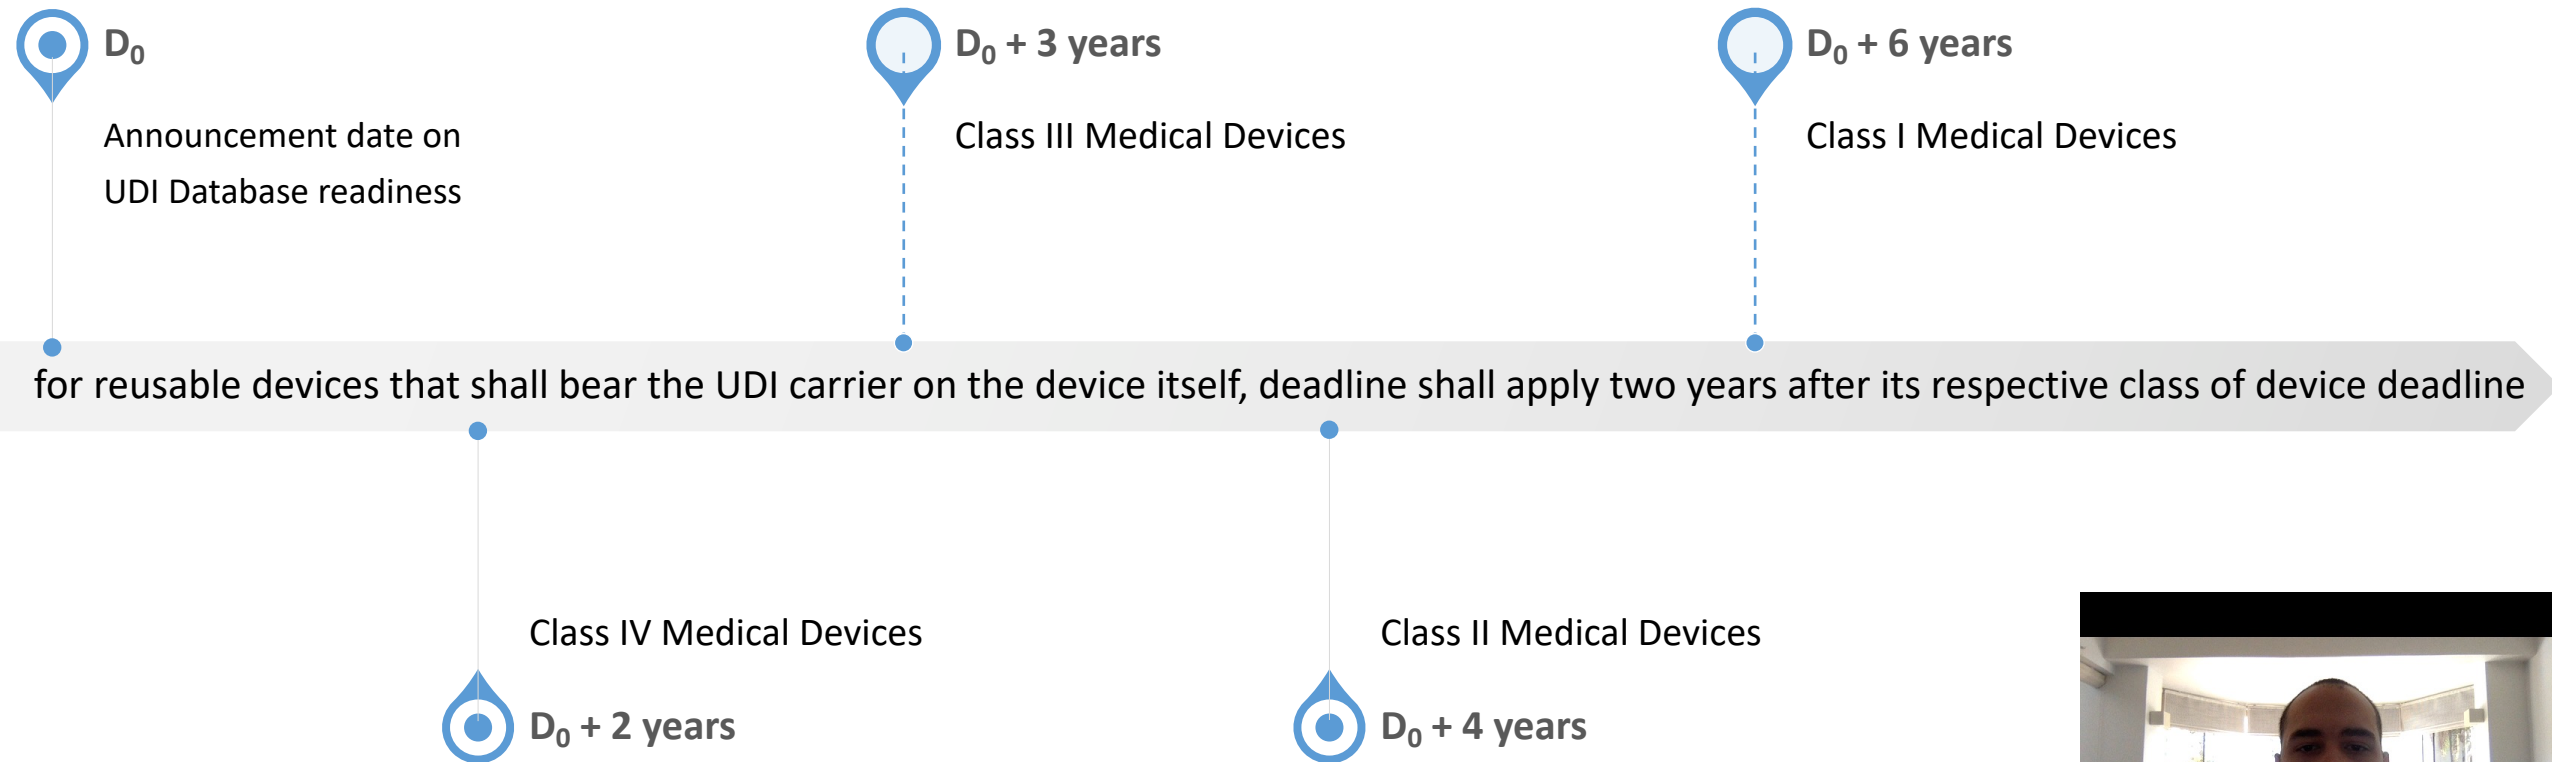 D₀
Announcement date on
UDI Database readiness
D₀ + 3 years
Class III Medical Devices
D₀ + 6 years
Class I Medical Devices
for reusable devices that shall bear the UDI carrier on the device itself, deadline shall apply two years after its respective class of device deadline
Class IV Medical Devices
D₀ + 2 years
Class II Medical Devices
D₀ + 4 years